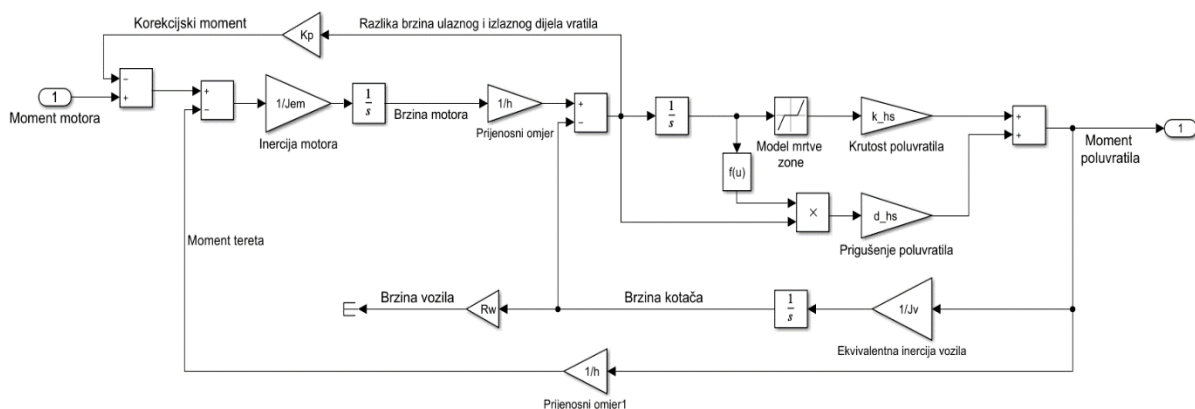 Korekcijski moment
Kp
Razlika brzina ulaznog i izlaznog dijela vratila
1
Moment motora
−
+
+
−
1/Jem
Inercija motora
1
s
Brzina motora
1/h
Prijenosni omjer
+
−
1
s
Model mrtve
zone
k_hs
Krutost poluvratila
f(u)
×
d_hs
Prigušenje poluvratila
+
+
1
Moment
poluvratila
Moment tereta
Brzina vozila
Rw
Brzina kotača
1
s
1/Jv
Ekvivalentna inercija vozila
1/h
Prijenosni omjer1